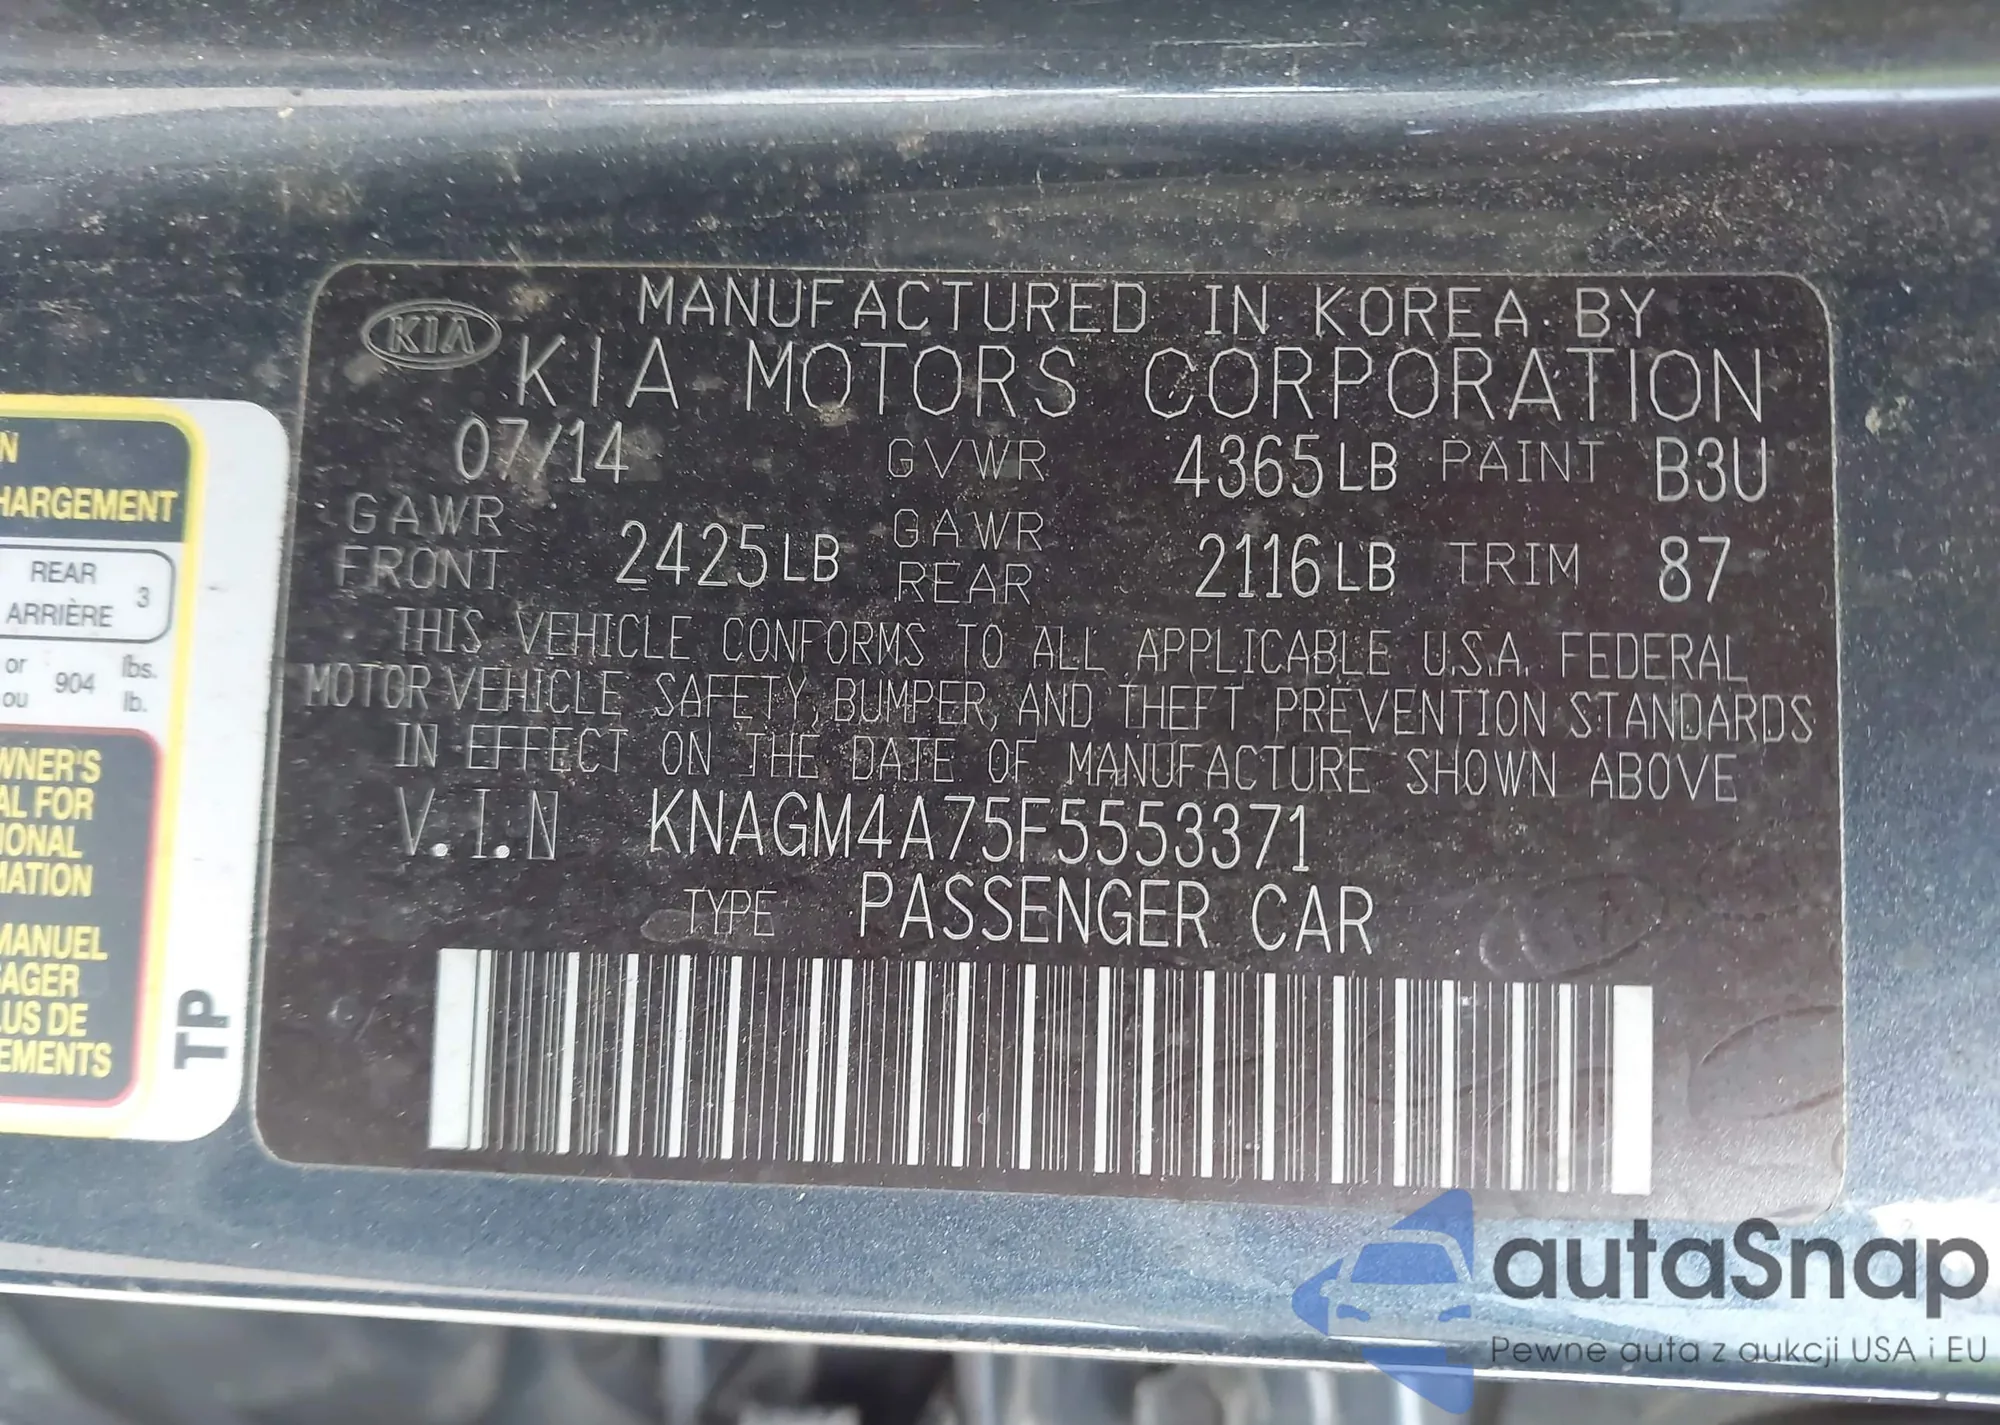 KIA
MANUFACTURED IN KOREA BY
KIA MOTORS CORPORATION
07/14 GVWR 4365LB PAINT B3U
GAWR FRONT 2425LB GAWR REAR 2116LB TRIM 87
THIS VEHICLE CONFORMS TO ALL APPLICABLE U.S.A. FEDERAL
MOTOR VEHICLE SAFETY, BUMPER, AND THEFT PREVENTION STANDARDS
IN EFFECT ON THE DATE OF MANUFACTURE SHOWN ABOVE
V.I.N KNAGM4A75F5553371
TYPE PASSENGER CAR
N
HARGEMENT
REAR
ARRIÈRE 3
or 904 lbs.
ou lb.
WNER'S
AL FOR
IONAL
MATION
MANUEL
AGER
LUS DE
EMENTS
TP
autaSnap
Pewne auta z aukcji USA i EU